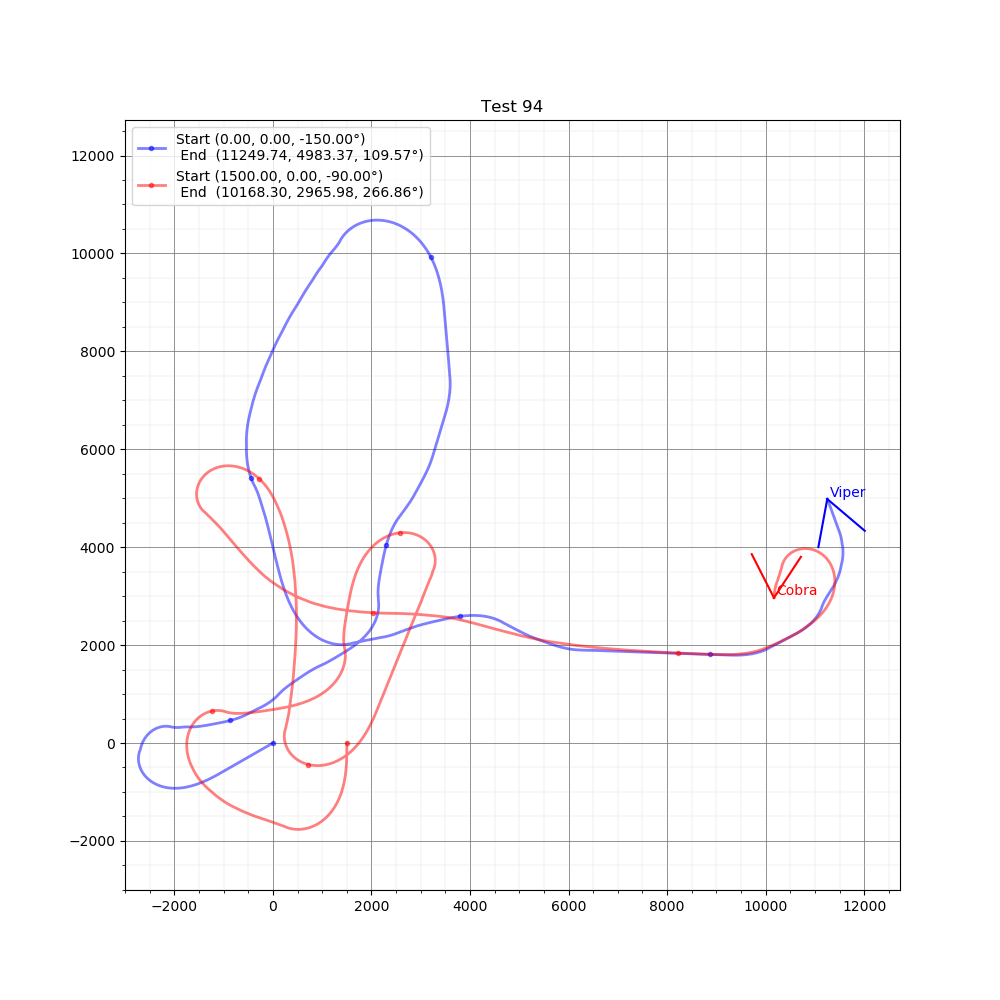 Test 94
Start (0.00, 0.00, -150.00°)
End (11249.74, 4983.37, 109.57°)
Start (1500.00, 0.00, -90.00°)
End (10168.30, 2965.98, 266.86°)
12000
10000
8000
6000
4000
2000
0
−2000
Viper
Cobra
−2000 0 2000 4000 6000 8000 10000 12000